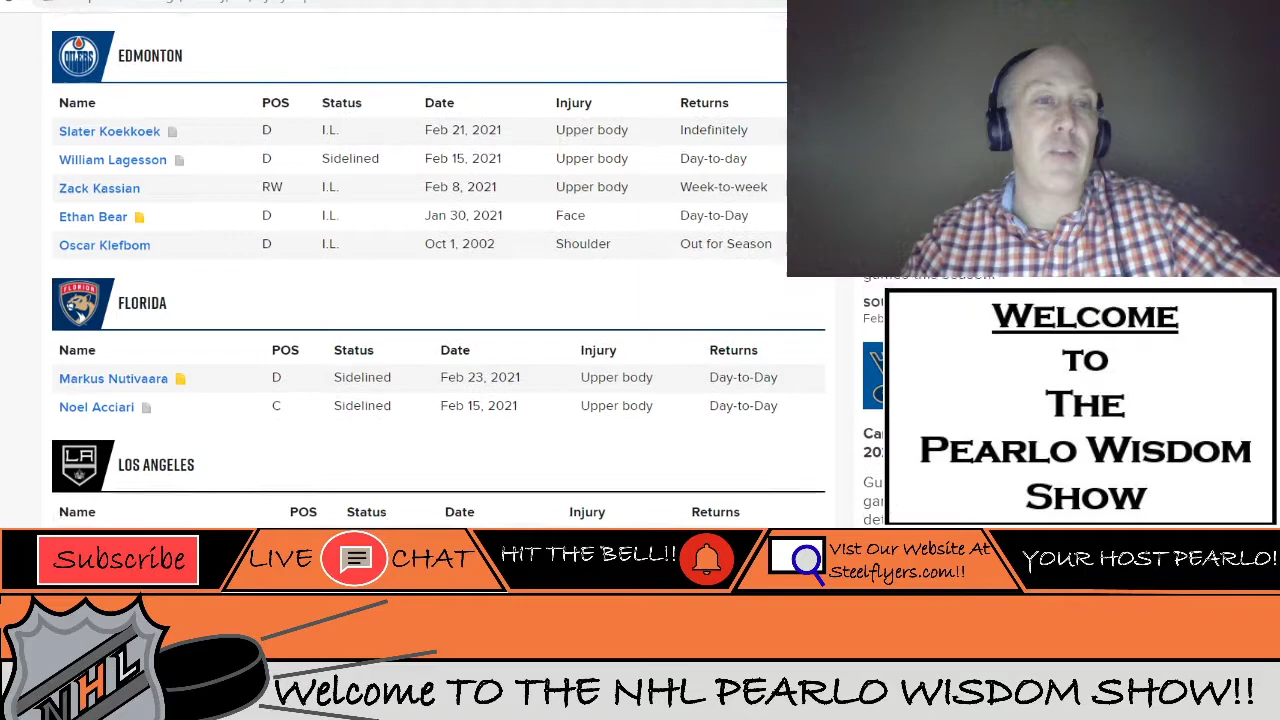 OILERS
EDMONTON
Name POS Status Date Injury Returns
Slater Koekkoek D I.L. Feb 21, 2021 Upper body Indefinitely
William Lagesson D Sidelined Feb 15, 2021 Upper body Day-to-day
Zack Kassian RW I.L. Feb 8, 2021 Upper body Week-to-week
Ethan Bear D I.L. Jan 30, 2021 Face Day-to-Day
Oscar Klefbom D I.L. Oct 1, 2002 Shoulder Out for Season
FLORIDA
FLORIDA
Name POS Status Date Injury Returns
Markus Nutivaara D Sidelined Feb 23, 2021 Upper body Day-to-Day
Noel Acciari C Sidelined Feb 15, 2021 Upper body Day-to-Day
LA
LOS ANGELES
Name POS Status Date Injury Returns
WELCOME
TO
THE
PEARLO WISDOM
SHOW
Subscribe
LIVE CHAT
HIT THE BELL!!
VIST OUR WEBSITE AT
STEELFLYERS.COM!!
YOUR HOST PEARLO!
NHL
Welcome TO THE NHL PEARLO WISDOM SHOW!!